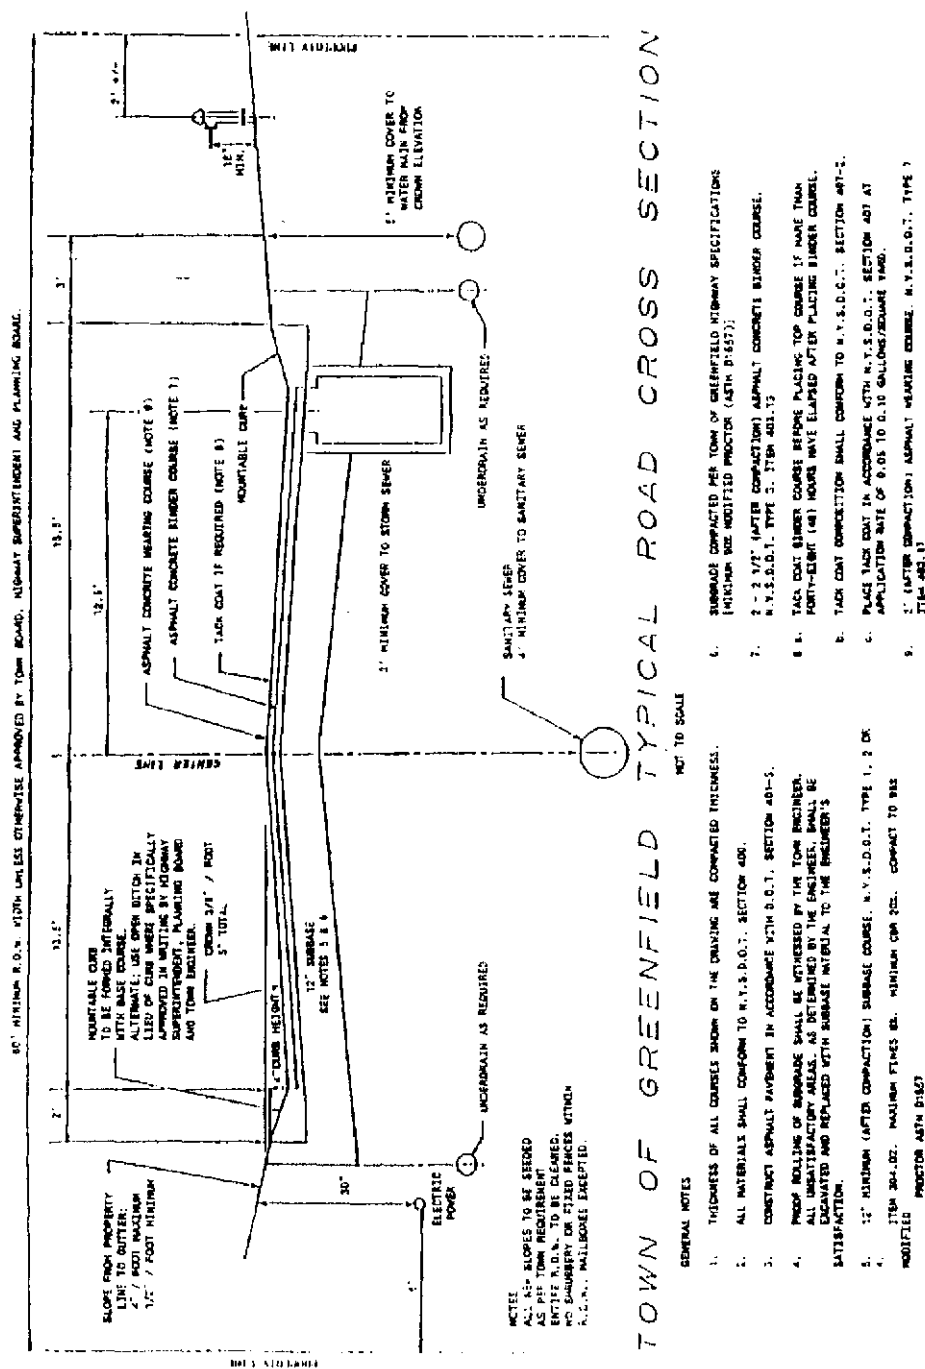 60' MINIMUM R.O.W. WIDTH UNLESS OTHERWISE APPROVED BY TOWN BOARD, HIGHWAY SUPERINTENDENT AND PLANNING BOARD.
2'
12.5'
3'
2' +/-
SLOPE FROM PROPERTY
LINE TO GUTTER:
2" / FOOT MAXIMUM
1/2" / FOOT MINIMUM
MOUNTABLE CURB
TO BE FORMED INTEGRALLY
WITH BASE COURSE.
ALTERNATE: USE OPEN DITCH IN
LIEU OF CURB WHERE SPECIFICALLY
APPROVED IN WRITING BY HIGHWAY
SUPERINTENDENT, PLANNING BOARD
AND TOWN ENGINEER.
CROWN 3/8" / FOOT
5" TOTAL
CENTER LINE
ASPHALT CONCRETE WEARING COURSE (NOTE 9)
ASPHALT CONCRETE BINDER COURSE (NOTE 7)
TACK COAT IF REQUIRED (NOTE 8)
MOUNTABLE CURB
18"
MIN.
PROPERTY LINE
PROPERTY LINE
CURB HEIGHT
12" SUBBASE
SEE NOTES 5 & 6
30"
ELECTRIC
POWER
4'
UNDERDRAIN AS REQUIRED
MINIMUM COVER TO STORM SEWER
UNDERDRAIN AS REQUIRED
MINIMUM COVER TO
WATER MAIN FROM
CROWN ELEVATION
SANITARY SEWER
4' MINIMUM COVER TO SANITARY SEWER
NOTES
SLOPES TO BE SEEDED
AS PER TOWN REQUIREMENT
ENTIRE R.O.W. TO BE CLEARED.
NO SHRUBBERY OR FIXED FENCES WITHIN
R.O.W., MAILBOXES EXCEPTED.
TOWN OF GREENFIELD TYPICAL ROAD CROSS SECTION
NOT TO SCALE
GENERAL NOTES
1. THICKNESS OF ALL COURSES SHOWN ON THE DRAWING ARE COMPACTED THICKNESS.
2. ALL MATERIALS SHALL CONFORM TO N.Y.S.D.O.T. SECTION 400.
3. CONSTRUCT ASPHALT PAVEMENT IN ACCORDANCE WITH D.O.T. SECTION 401-S.
4. PROOF ROLLING OF SUBGRADE SHALL BE WITNESSED BY THE TOWN ENGINEER.
ALL UNSATISFACTORY AREAS, AS DETERMINED BY THE ENGINEER, SHALL BE
EXCAVATED AND REPLACED WITH SUBBASE MATERIAL TO THE ENGINEER'S
SATISFACTION.
5. 12" MINIMUM (AFTER COMPACTION) SUBBASE COURSE. N.Y.S.D.O.T. TYPE 1, 2 OR
4. ITEM 304.02. MAXIMUM FINES 8%. MINIMUM CBR 20%. COMPACT TO 95%
MODIFIED PROCTOR ASTM D1557
6. SUBGRADE COMPACTED PER TOWN OF GREENFIELD HIGHWAY SPECIFICATIONS
[MINIMUM MODIFIED PROCTOR (ASTM D1557)]
7. 2 - 2 1/2" (AFTER COMPACTION) ASPHALT CONCRETE BINDER COURSE.
N.Y.S.D.O.T. TYPE 3. ITEM 403.13
8 a. TACK COAT BINDER COURSE BEFORE PLACING TOP COURSE IF MORE THAN
FORTY-EIGHT (48) HOURS HAVE ELAPSED AFTER PLACING BINDER COURSE.
b. TACK COAT COMPOSITION SHALL CONFORM TO N.Y.S.D.O.T. SECTION 407-2.
c. PLACE TACK COAT IN ACCORDANCE WITH N.Y.S.D.O.T. SECTION 407 AT
APPLICATION RATE OF 0.05 TO 0.10 GALLONS/SQUARE YARD.
9. (AFTER COMPACTION) ASPHALT WEARING COURSE. N.Y.S.D.O.T. TYPE 7